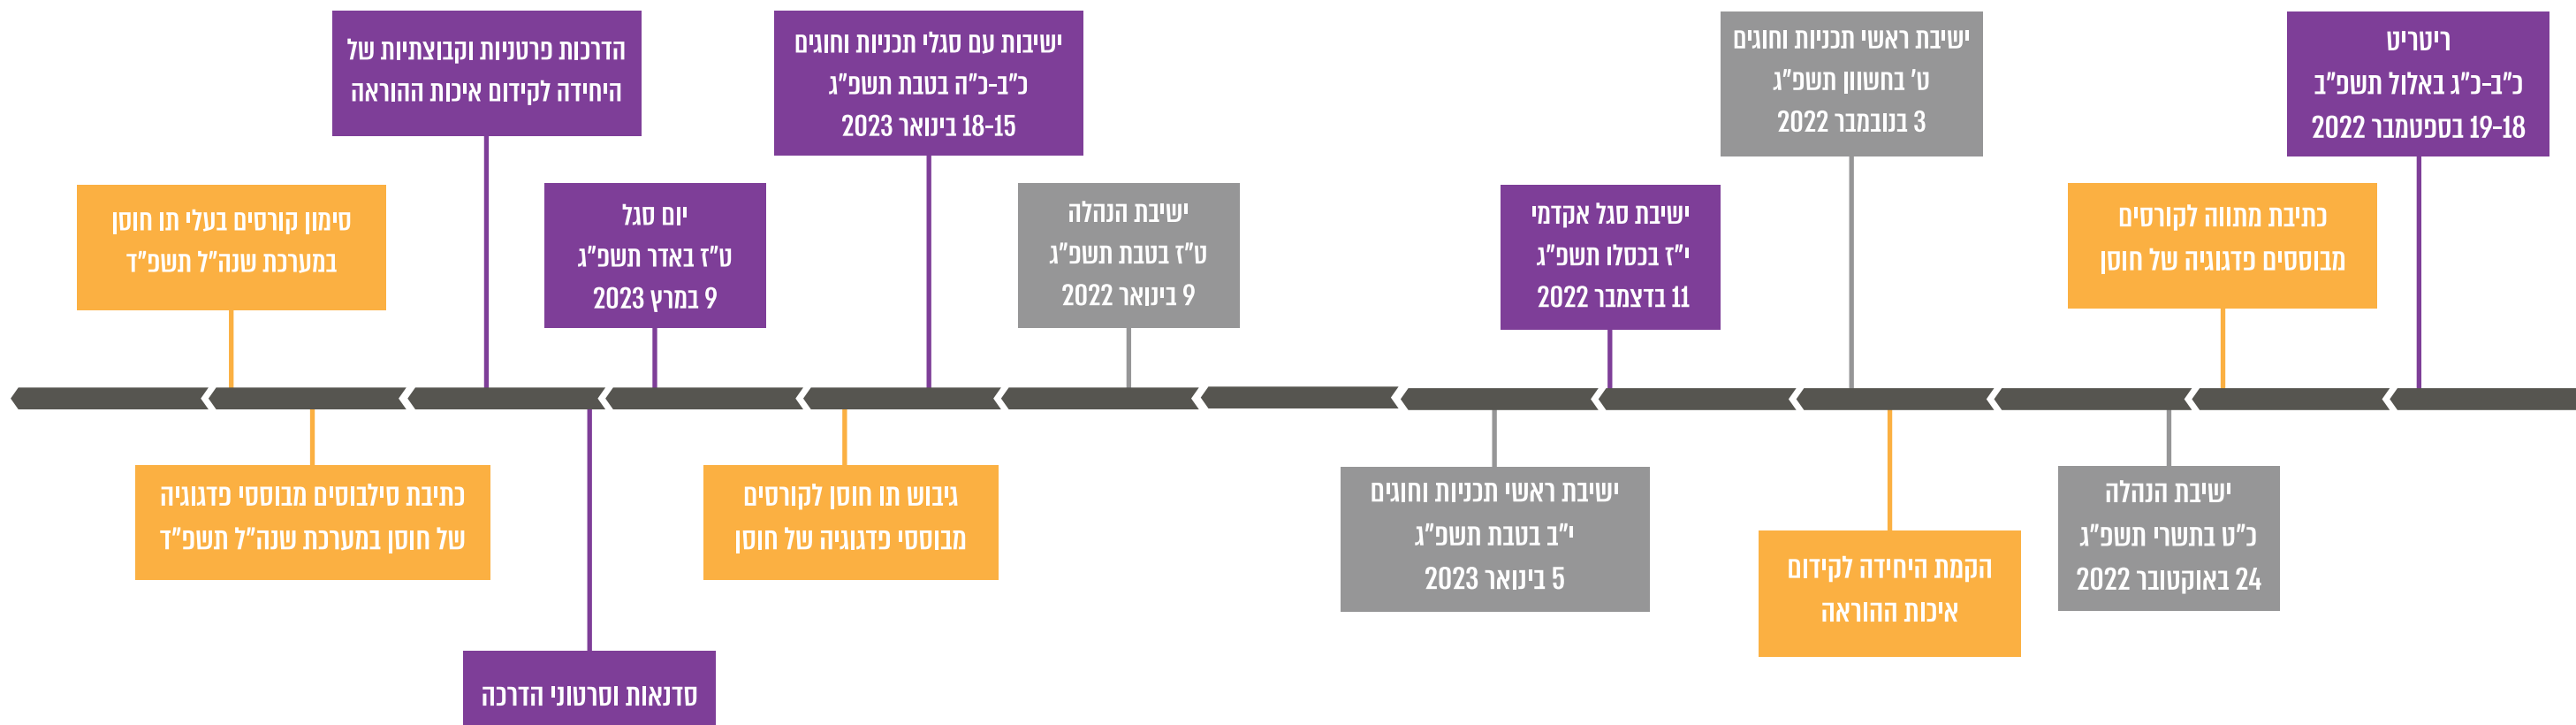 ריטריט
כ"ב-כ"ג באלול תשפ"ב
19-18 בספטמבר 2022
כתיבת מתווה לקורסים
מבוססים פדגוגיה של חוסן
ישיבת הנהלה
כ"ט בתשרי תשפ"ג
24 באוקטובר 2022
ישיבת ראשי תכניות וחוגים
ט' בחשוון תשפ"ג
3 בנובמבר 2022
הקמת היחידה לקידום
איכות ההוראה
ישיבת סגל אקדמי
י"ז בכסלו תשפ"ג
11 בדצמבר 2022
ישיבת ראשי תכניות וחוגים
י"ב בטבת תשפ"ג
5 בינואר 2023
ישיבת הנהלה
ט"ז בטבת תשפ"ג
9 בינואר 2022
ישיבות עם סגלי תכניות וחוגים
כ"ב-כ"ה בטבת תשפ"ג
18-15 בינואר 2023
גיבוש תו חוסן לקורסים
מבוססי פדגוגיה של חוסן
יום סגל
ט"ז באדר תשפ"ג
9 במרץ 2023
סדנאות וסרטוני הדרכה
הדרכות פרטניות וקבוצתיות של
היחידה לקידום איכות ההוראה
כתיבת סילבוסים מבוססי פדגוגיה
של חוסן במערכת שנה"ל תשפ"ד
סימון קורסים בעלי תו חוסן
במערכת שנה"ל תשפ"ד